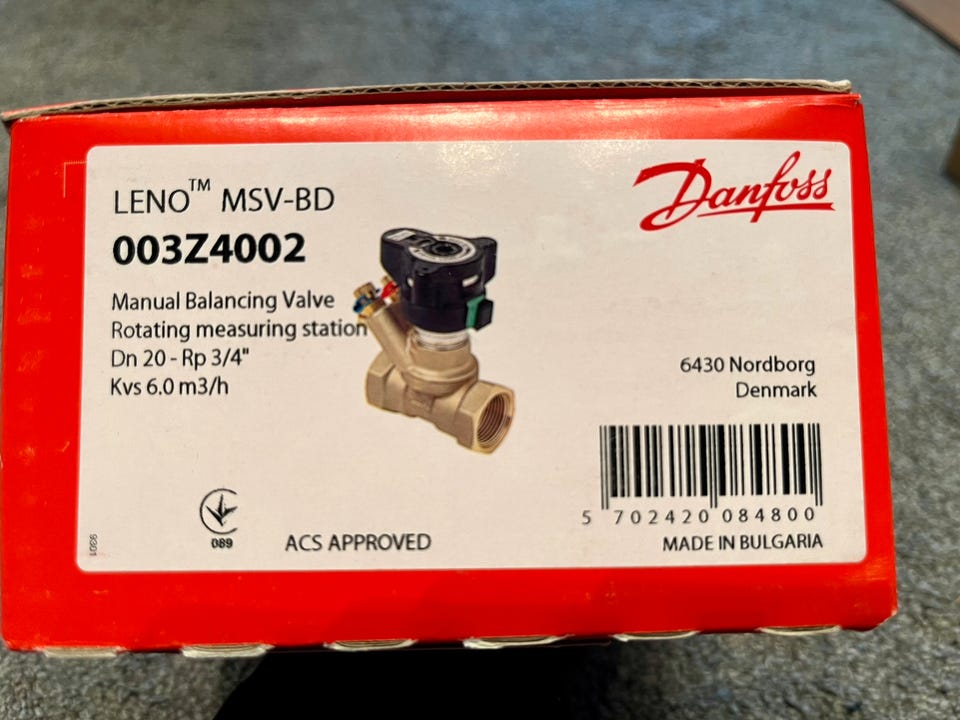 LENO™ MSV-BD
003Z4002
Manual Balancing Valve
Rotating measuring station
Dn 20 - Rp 3/4"
Kvs 6.0 m3/h
Danfoss
6430 Nordborg
Denmark
5 702420 084800
MADE IN BULGARIA
089
ACS APPROVED
9301